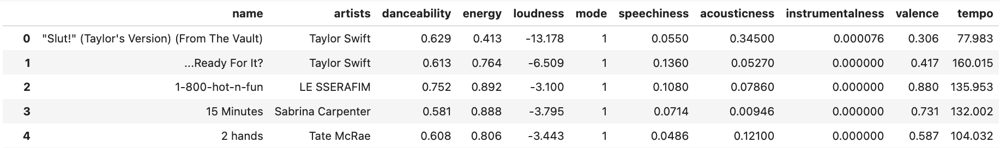 name artists danceability energy loudness mode speechiness acousticness instrumentalness valence tempo
0 "Slut!" (Taylor's Version) (From The Vault) Taylor Swift 0.629 0.413 -13.178 1 0.0550 0.34500 0.000076 0.306 77.983
1 ...Ready For It? Taylor Swift 0.613 0.764 -6.509 1 0.1360 0.05270 0.000000 0.417 160.015
2 1-800-hot-n-fun LE SSERAFIM 0.752 0.892 -3.100 1 0.1080 0.07860 0.000000 0.880 135.953
3 15 Minutes Sabrina Carpenter 0.581 0.888 -3.795 1 0.0714 0.00946 0.000000 0.731 132.002
4 2 hands Tate McRae 0.608 0.806 -3.443 1 0.0486 0.12100 0.000000 0.587 104.032